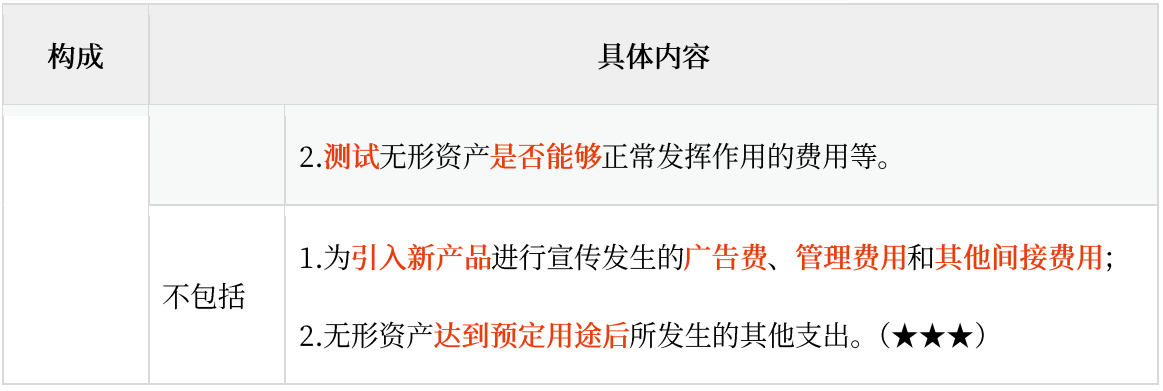 构成 具体内容
2.测试无形资产是否能够正常发挥作用的费用等。
不包括
1.为引入新产品进行宣传发生的广告费、管理费用和其他间接费用；
2.无形资产达到预定用途后所发生的其他支出。（★★★）